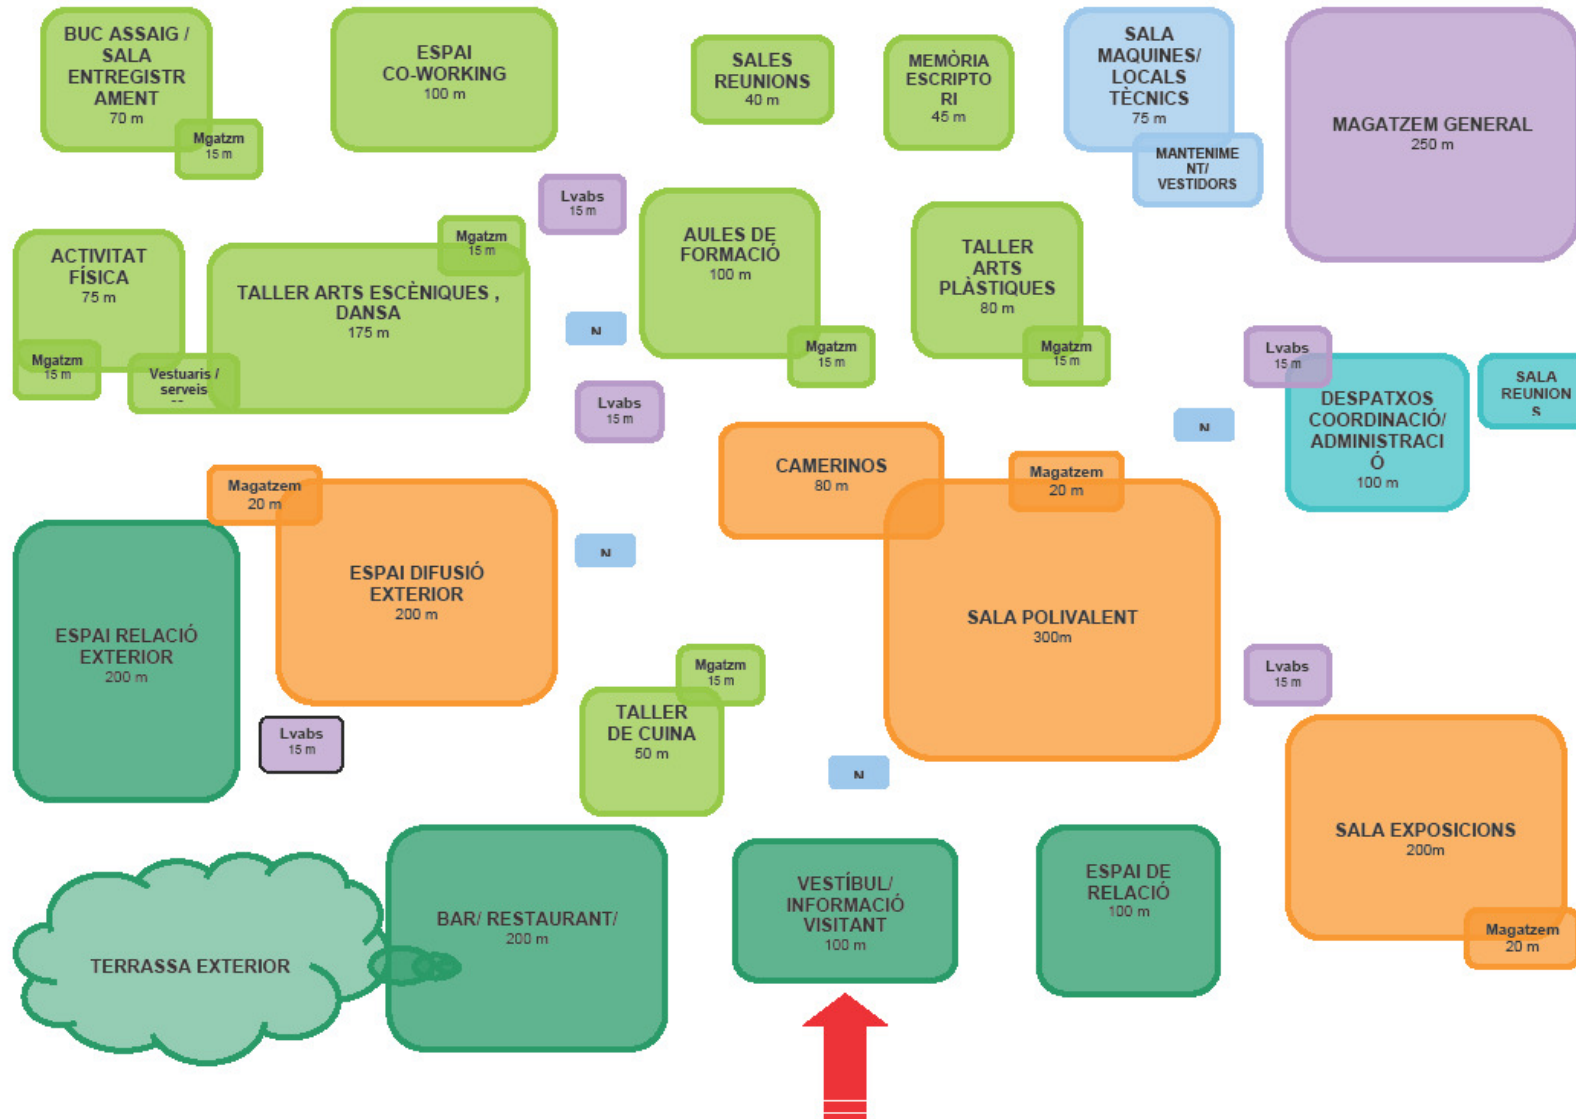 BUC ASSAIG /
SALA
ENTREGISTR
AMENT
70 m
Mgatzm
15 m
ESPAI
CO-WORKING
100 m
SALES
REUNIONS
40 m
MEMÒRIA
ESCRIPTO
RI
45 m
SALA
MAQUINES/
LOCALS
TÈCNICS
75 m
MANTENIME
NT/
VESTIDORS
MAGATZEM GENERAL
250 m
Lvabs
15 m
ACTIVITAT
FÍSICA
75 m
Mgatzm
15 m
Vestuaris /
serveis
Mgatzm
15 m
TALLER ARTS ESCÈNIQUES ,
DANSA
175 m
N
AULES DE
FORMACIÓ
100 m
Mgatzm
15 m
TALLER
ARTS
PLÀSTIQUES
80 m
Mgatzm
15 m
Lvabs
15 m
DESPATXOS
COORDINACIÓ/
ADMINISTRACI
Ó
100 m
SALA
REUNION
S
Lvabs
15 m
N
Magatzem
20 m
ESPAI DIFUSIÓ
EXTERIOR
200 m
N
CAMERINOS
80 m
Magatzem
20 m
SALA POLIVALENT
300m
ESPAI RELACIÓ
EXTERIOR
200 m
Lvabs
15 m
Mgatzm
15 m
TALLER
DE CUINA
50 m
N
Lvabs
15 m
SALA EXPOSICIONS
200m
Magatzem
20 m
TERRASSA EXTERIOR
BAR/ RESTAURANT/
200 m
VESTÍBUL/
INFORMACIÓ
VISITANT
100 m
ESPAI DE
RELACIÓ
100 m